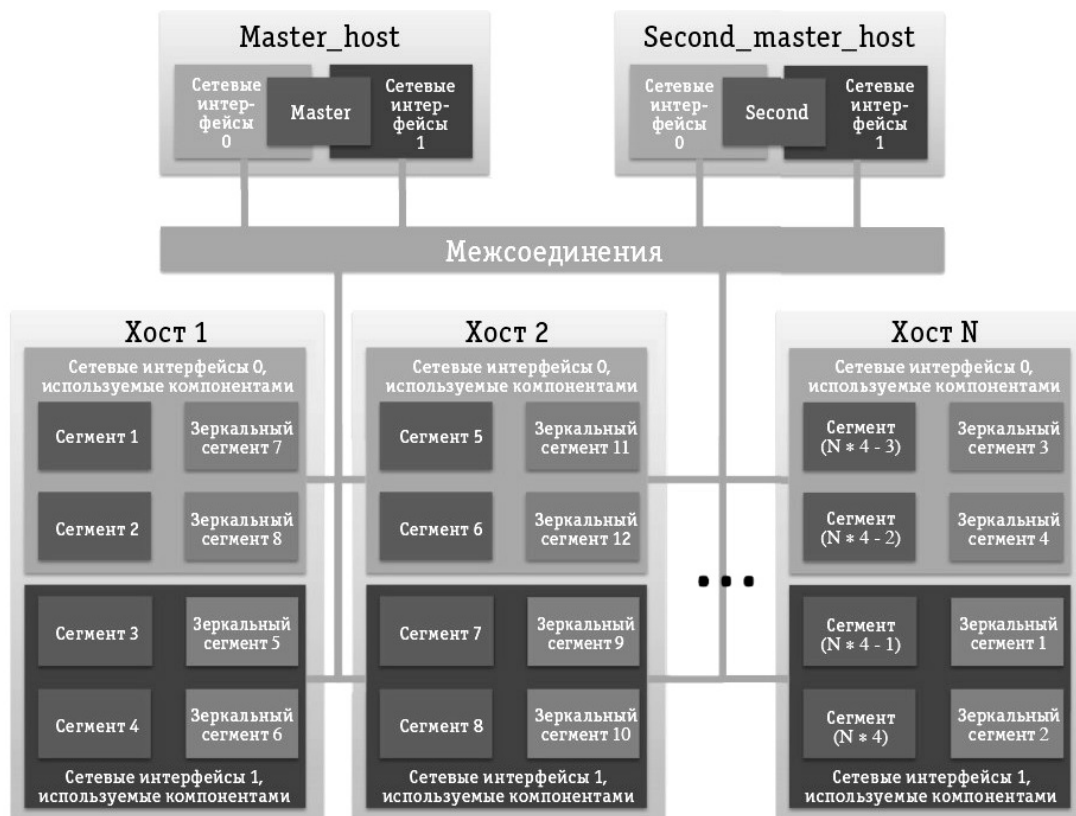 Master_host
Сетевые
интер-
фейсы
0
Master
Сетевые
интер-
фейсы
1
Second_master_host
Сетевые
интер-
фейсы
0
Second
Сетевые
интер-
фейсы
1
Межсоединения
Хост 1
Сетевые интерфейсы 0,
используемые компонентами
Сегмент 1
Зеркальный
сегмент 7
Сегмент 2
Зеркальный
сегмент 8
Сегмент 3
Зеркальный
сегмент 5
Сегмент 4
Зеркальный
сегмент 6
Сетевые интерфейсы 1,
используемые компонентами
Хост 2
Сетевые интерфейсы 0,
используемые компонентами
Сегмент 5
Зеркальный
сегмент 11
Сегмент 6
Зеркальный
сегмент 12
Сегмент 7
Зеркальный
сегмент 9
Сегмент 8
Зеркальный
сегмент 10
Сетевые интерфейсы 1,
используемые компонентами
...
Хост N
Сетевые интерфейсы 0,
используемые компонентами
Сегмент
(N * 4 - 3)
Зеркальный
сегмент 3
Сегмент
(N * 4 - 2)
Зеркальный
сегмент 4
Сегмент
(N * 4 - 1)
Зеркальный
сегмент 1
Сегмент
(N * 4)
Зеркальный
сегмент 2
Сетевые интерфейсы 1,
используемые компонентами